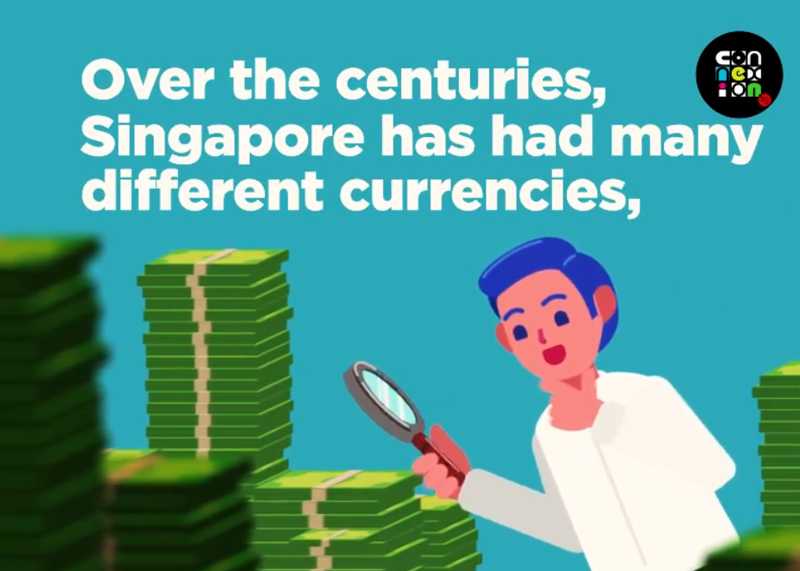 Over the centuries,
Singapore has had many
different currencies,
con
nex
ion